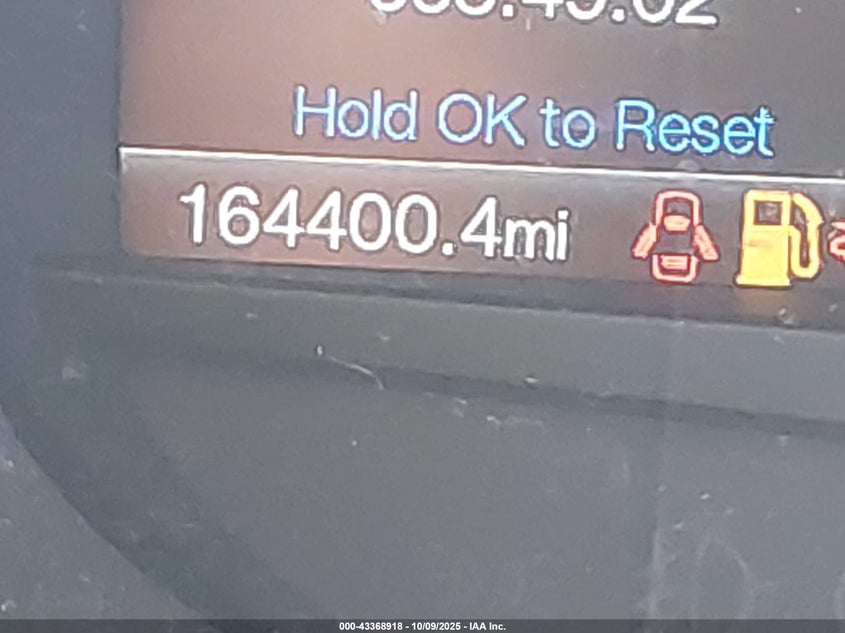 Hold OK to Reset
164400.4mi
000-43368918 - 10/09/2025 - IAA Inc.